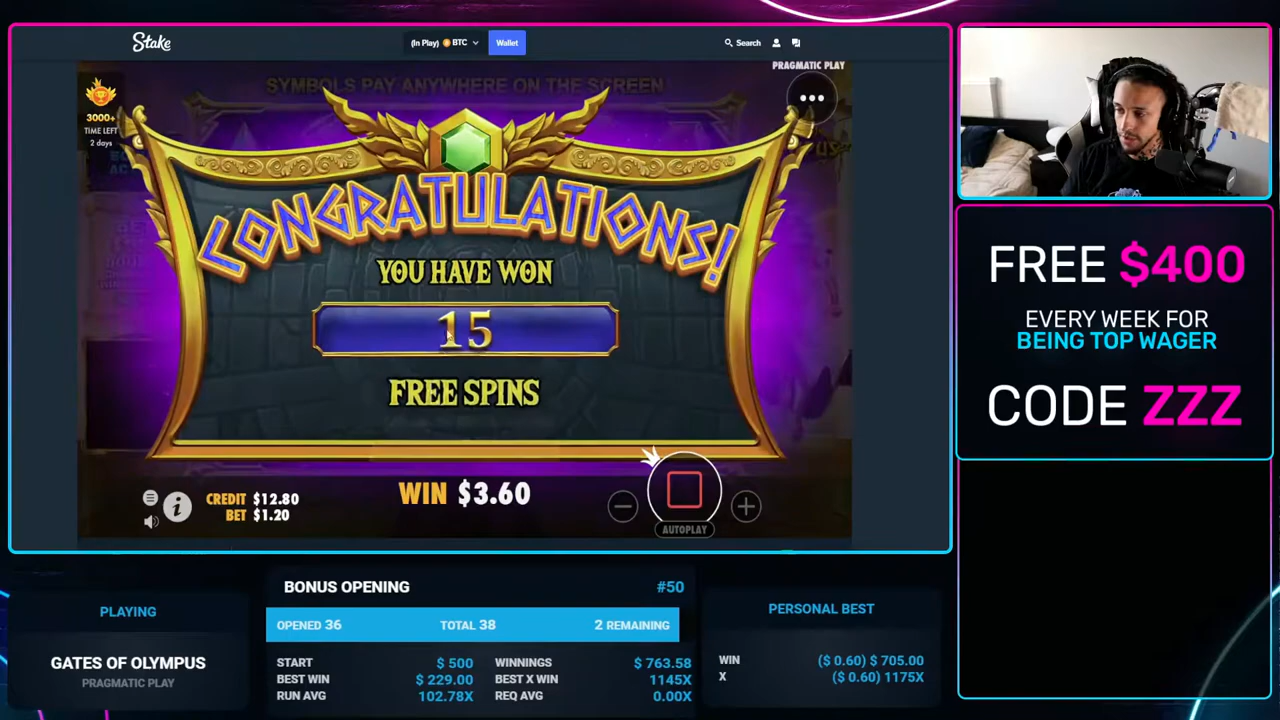 Stake
(In Play) BTC
Wallet
Search
PRAGMATIC PLAY
SYMBOLS PAY ANYWHERE ON THE SCREEN
3000+
TIME LEFT
2 days
CONGRATULATIONS!
YOU HAVE WON
15
FREE SPINS
CREDIT $12.80
BET $1.20
WIN $3.60
AUTOPLAY
FREE $400
EVERY WEEK FOR
BEING TOP WAGER
CODE ZZZ
PLAYING
GATES OF OLYMPUS
PRAGMATIC PLAY
BONUS OPENING #50
OPENED 36 TOTAL 38 2 REMAINING
START $ 500 WINNINGS $ 763.58
BEST WIN $ 229.00 BEST X WIN 1145X
RUN AVG 102.78X REQ AVG 0.00X
PERSONAL BEST
WIN ($ 0.60) $ 705.00
X ($ 0.60) 1175X